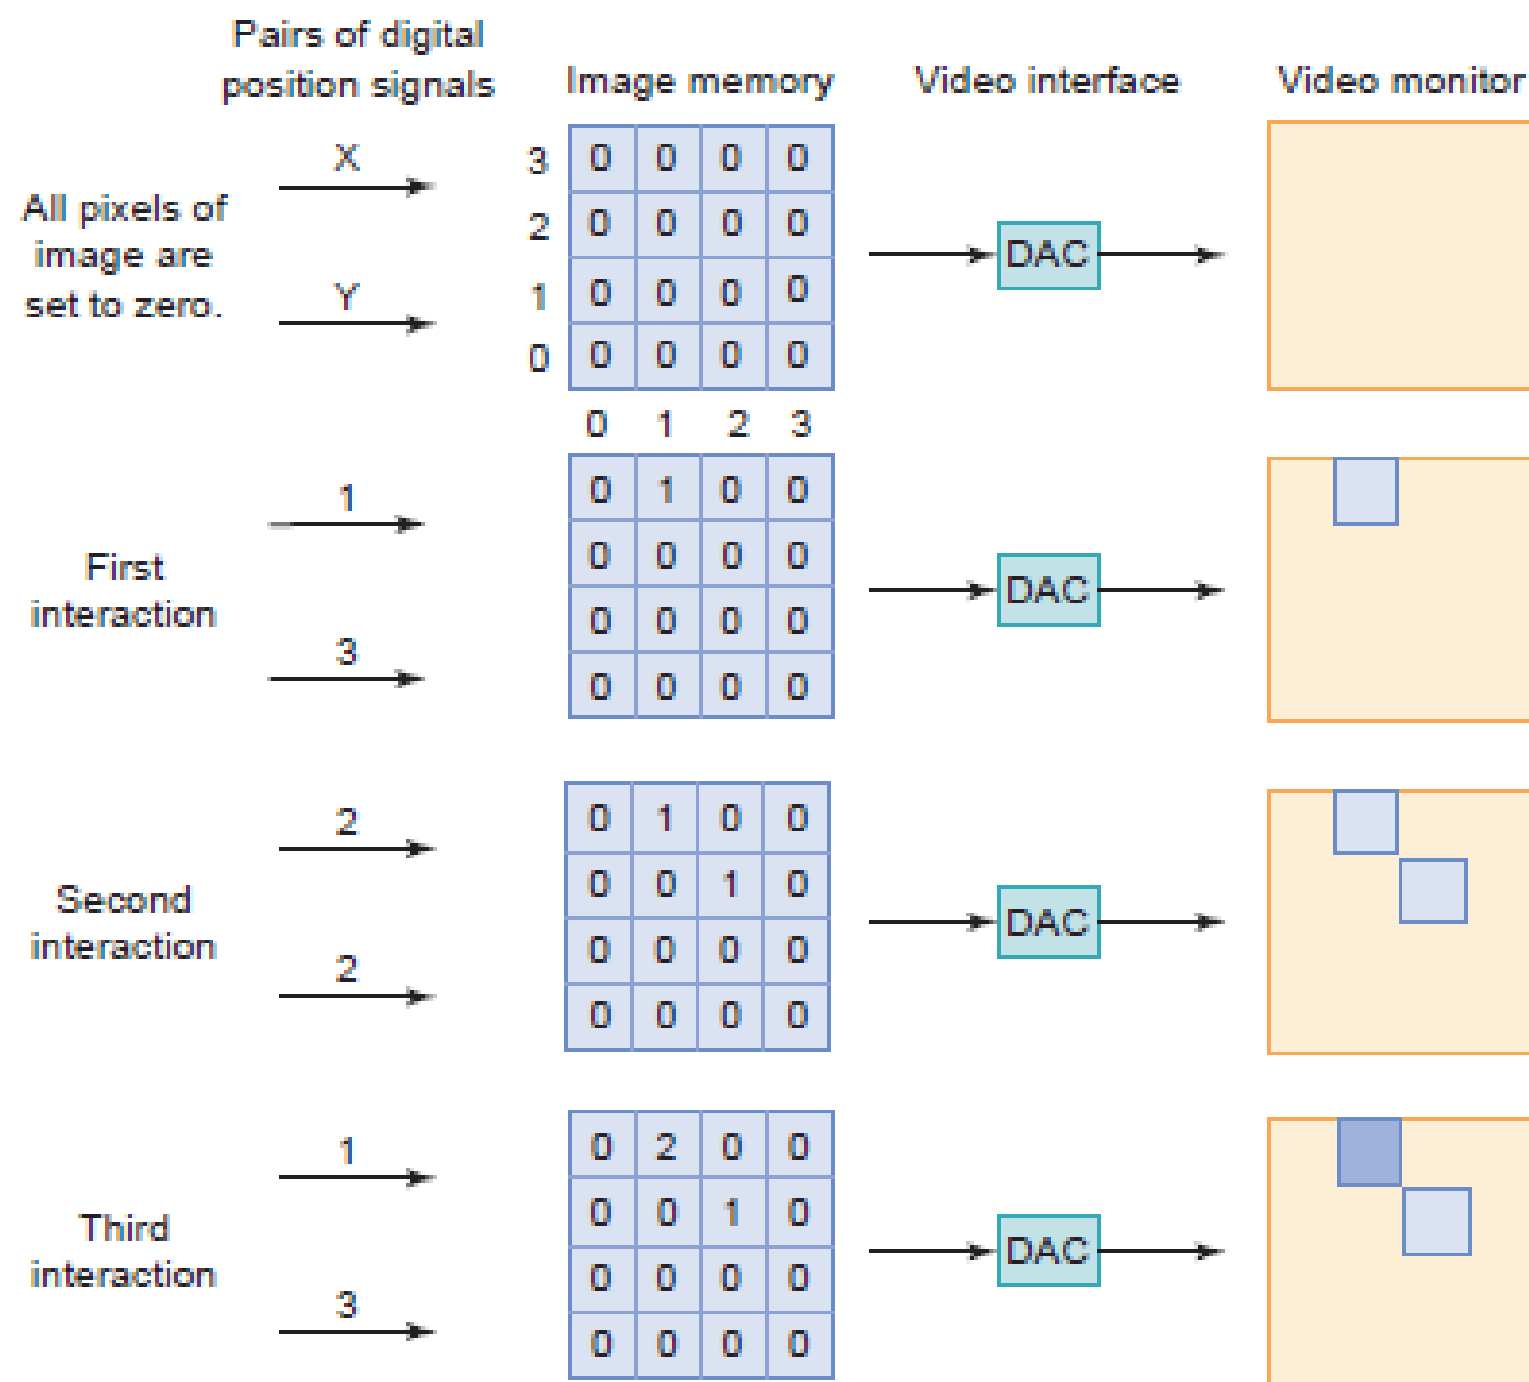 Pairs of digital
position signals
Image memory
Video interface
Video monitor
All pixels of
image are
set to zero.
X
Y
3 0 0 0 0
2 0 0 0 0
1 0 0 0 0
0 0 0 0 0
0 1 2 3
DAC
First
interaction
1
3
0 1 0 0
0 0 0 0
0 0 0 0
0 0 0 0
DAC
Second
interaction
2
2
0 1 0 0
0 0 1 0
0 0 0 0
0 0 0 0
DAC
Third
interaction
1
3
0 2 0 0
0 0 1 0
0 0 0 0
0 0 0 0
DAC